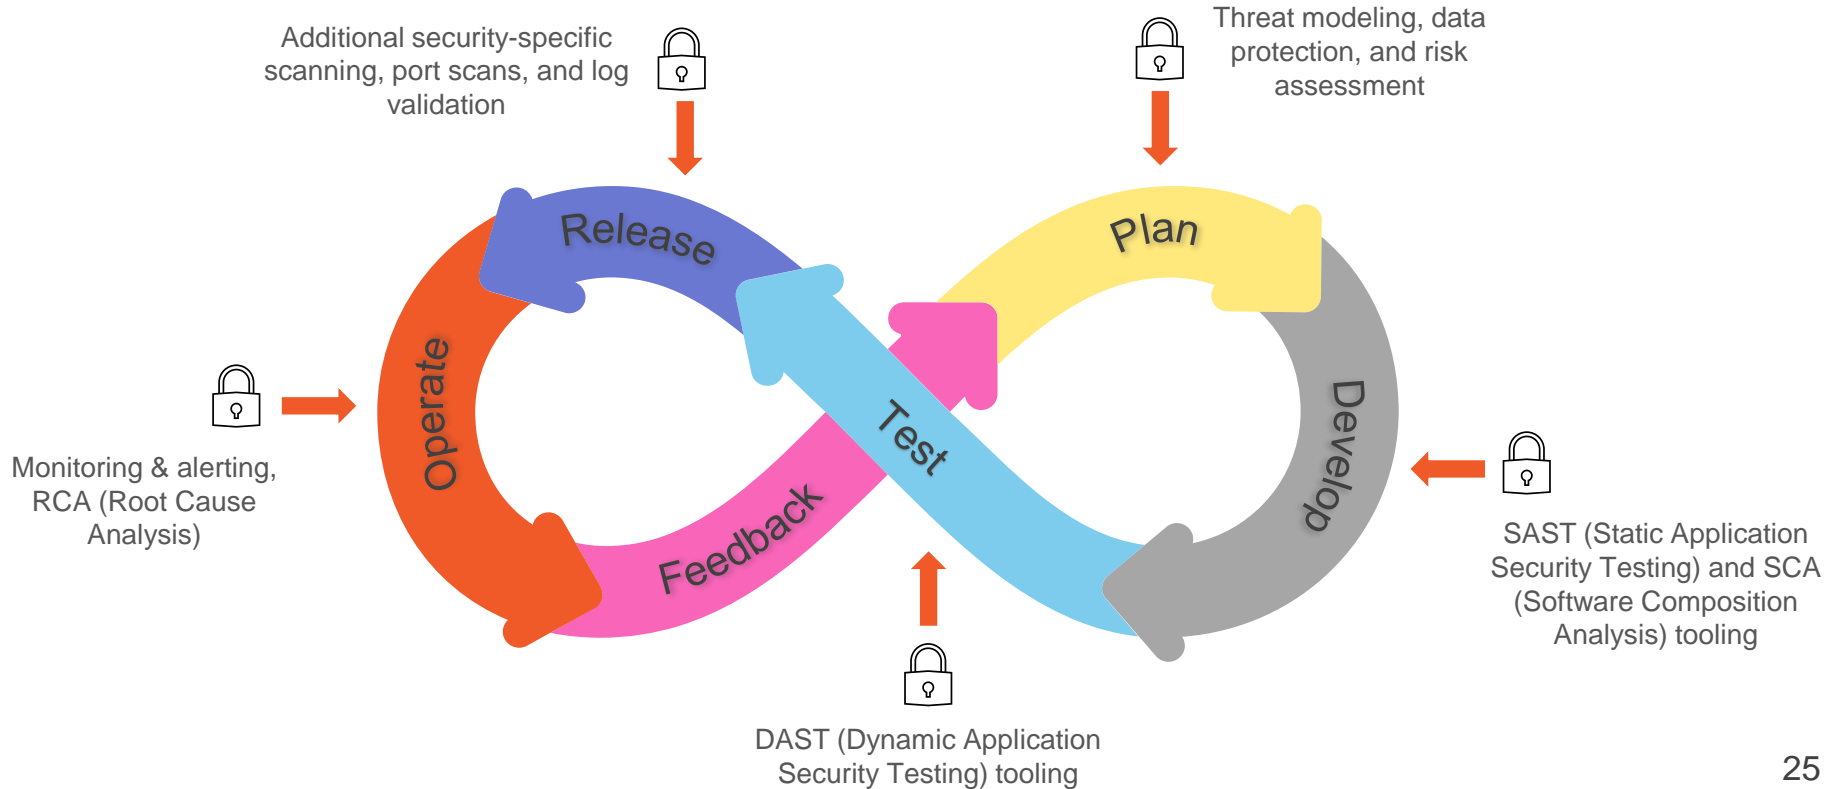 Additional security-specific
scanning, port scans, and log
validation
Threat modeling, data
protection, and risk
assessment
Release
Plan
Operate
Develop
Test
Feedback
Monitoring & alerting,
RCA (Root Cause
Analysis)
SAST (Static Application
Security Testing) and SCA
(Software Composition
Analysis) tooling
DAST (Dynamic Application
Security Testing) tooling
25